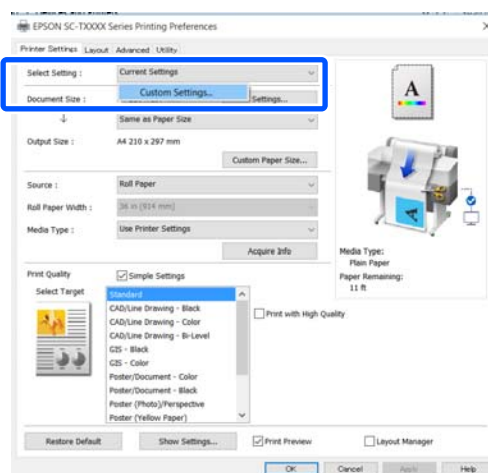 EPSON SC-TXXXX Series Printing Preferences
Printer Settings Layout Advanced Utility
Select Setting : Current Settings
Custom Settings...
Document Size : Settings...
Same as Paper Size
Output Size : A4 210 x 297 mm
Custom Paper Size...
Source : Roll Paper
Roll Paper Width : 36 in (914 mm)
Media Type : Use Printer Settings
Acquire Info
Print Quality Simple Settings
Select Target
Standard
CAD/Line Drawing - Black
CAD/Line Drawing - Color
CAD/Line Drawing - Bi-Level
GIS - Black
GIS - Color
Poster/Document - Color
Poster/Document - Black
Poster (Photo)/Perspective
Poster (Yellow Paper)
Print with High Quality
A
Media Type:
Plain Paper
Paper Remaining:
11 ft
Restore Default Show Settings... Print Preview Layout Manager
OK Cancel Apply Help